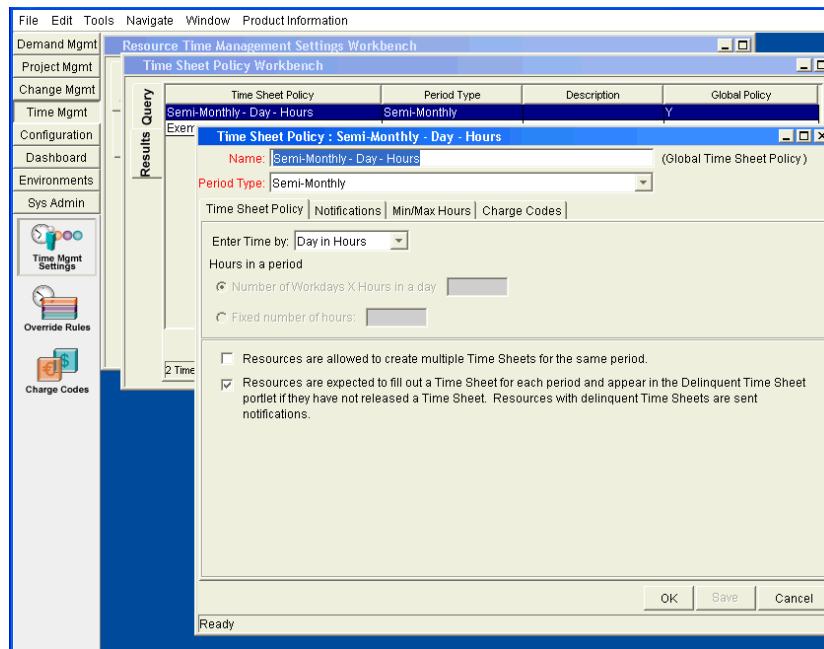 File Edit Tools Navigate Window Product Information
Demand Mgmt
Project Mgmt
Change Mgmt
Time Mgmt
Configuration
Dashboard
Environments
Sys Admin
Time Mgmt
Settings
Override Rules
Charge Codes
Resource Time Management Settings Workbench
Time Sheet Policy Workbench
Query
Results
Time Sheet Policy Period Type Description Global Policy
Semi-Monthly - Day - Hours Semi-Monthly Y
Exem
2 Time
Time Sheet Policy : Semi-Monthly - Day - Hours
Name: Semi-Monthly - Day - Hours (Global Time Sheet Policy)
Period Type: Semi-Monthly
Time Sheet Policy Notifications Min/Max Hours Charge Codes
Enter Time by: Day in Hours
Hours in a period
Number of Workdays X Hours in a day
Fixed number of hours:
Resources are allowed to create multiple Time Sheets for the same period.
Resources are expected to fill out a Time Sheet for each period and appear in the Delinquent Time Sheet
portlet if they have not released a Time Sheet. Resources with delinquent Time Sheets are sent
notifications.
OK Save Cancel
Ready